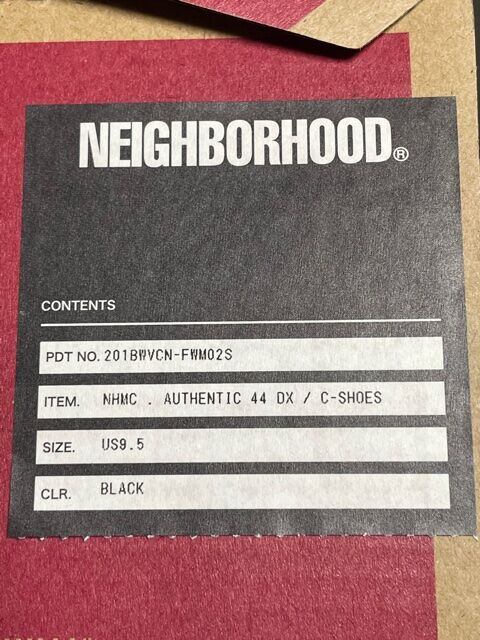 NEIGHBORHOOD®
CONTENTS
PDT NO. 201BWVCN-FWM02S
ITEM. NHMC . AUTHENTIC 44 DX / C-SHOES
SIZE. US9.5
CLR. BLACK